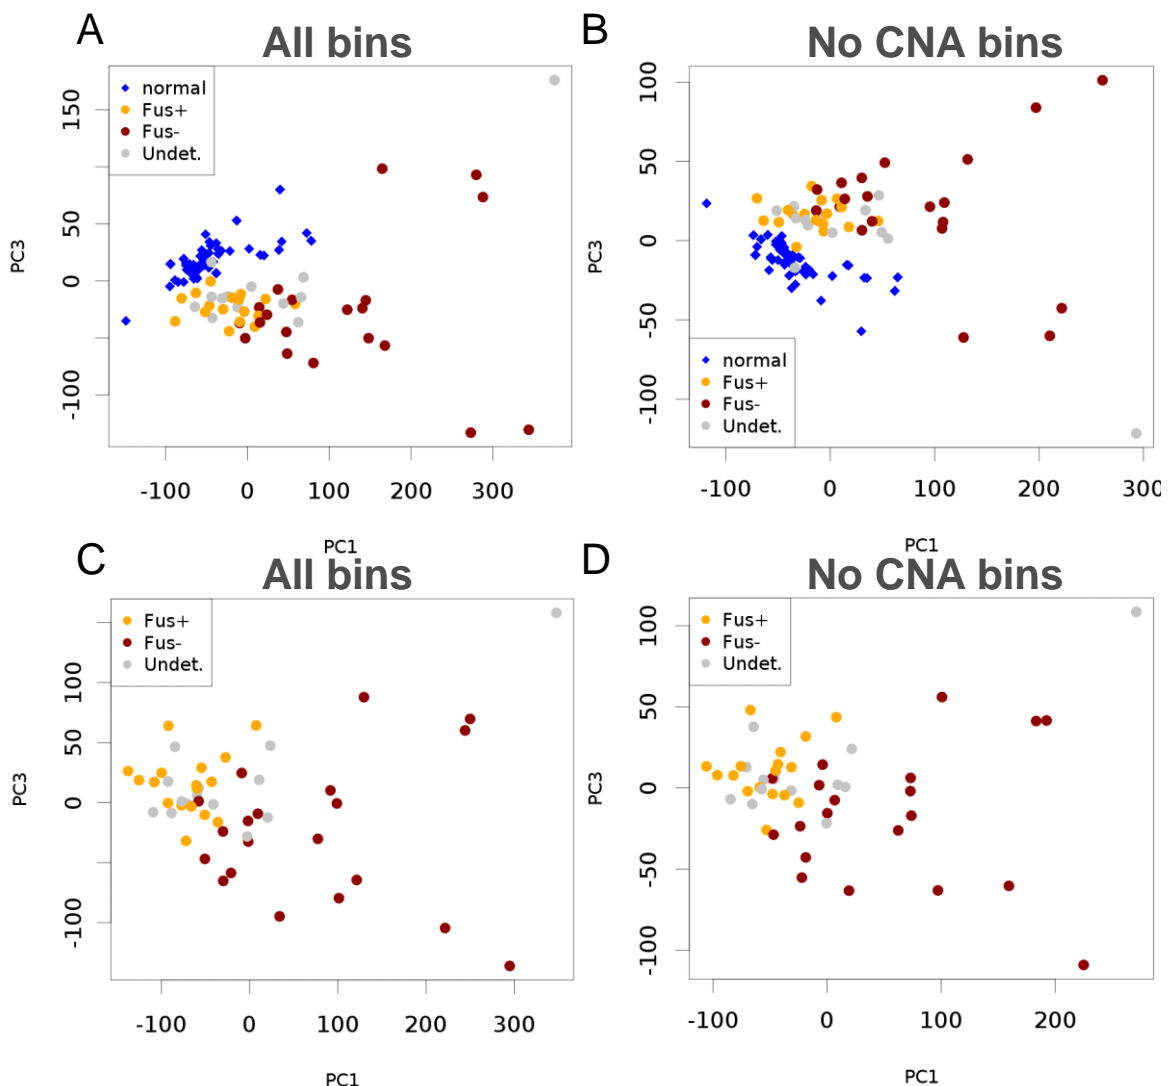 A
All bins
normal
Fus+
Fus-
Undet.
150
50
0
-100
PC3
-100 0 100 200 300
PC1
B
No CNA bins
100
50
0
-50
-100
PC3
normal
Fus+
Fus-
Undet.
-100 0 100 200 300
PC1
C
All bins
Fus+
Fus-
Undet.
100
50
0
-100
PC3
-100 0 100 200 300
PC1
D
No CNA bins
Fus+
Fus-
Undet.
100
50
0
-50
-100
PC3
-100 0 100 200
PC1